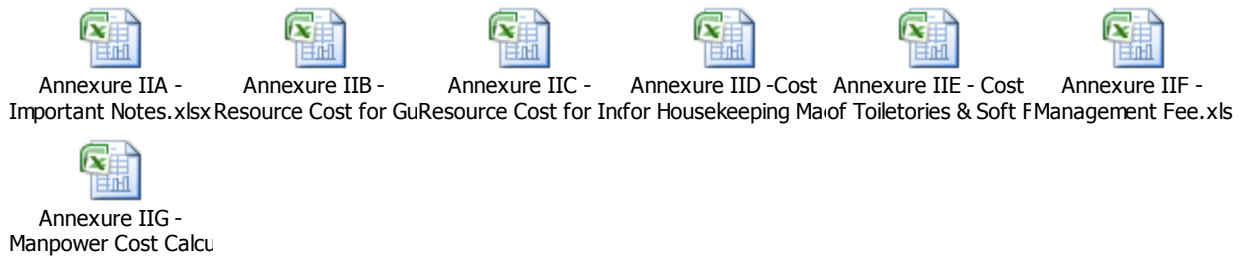 Annexure IIA -
Important Notes.xlsx
Annexure IIB -
Resource Cost for Gu
Annexure IIC -
Resource Cost for In
Annexure IID -Cost
for Housekeeping Ma
Annexure IIE - Cost
of Toiletories & Soft F
Annexure IIF -
Management Fee.xls
Annexure IIG -
Manpower Cost Calcu